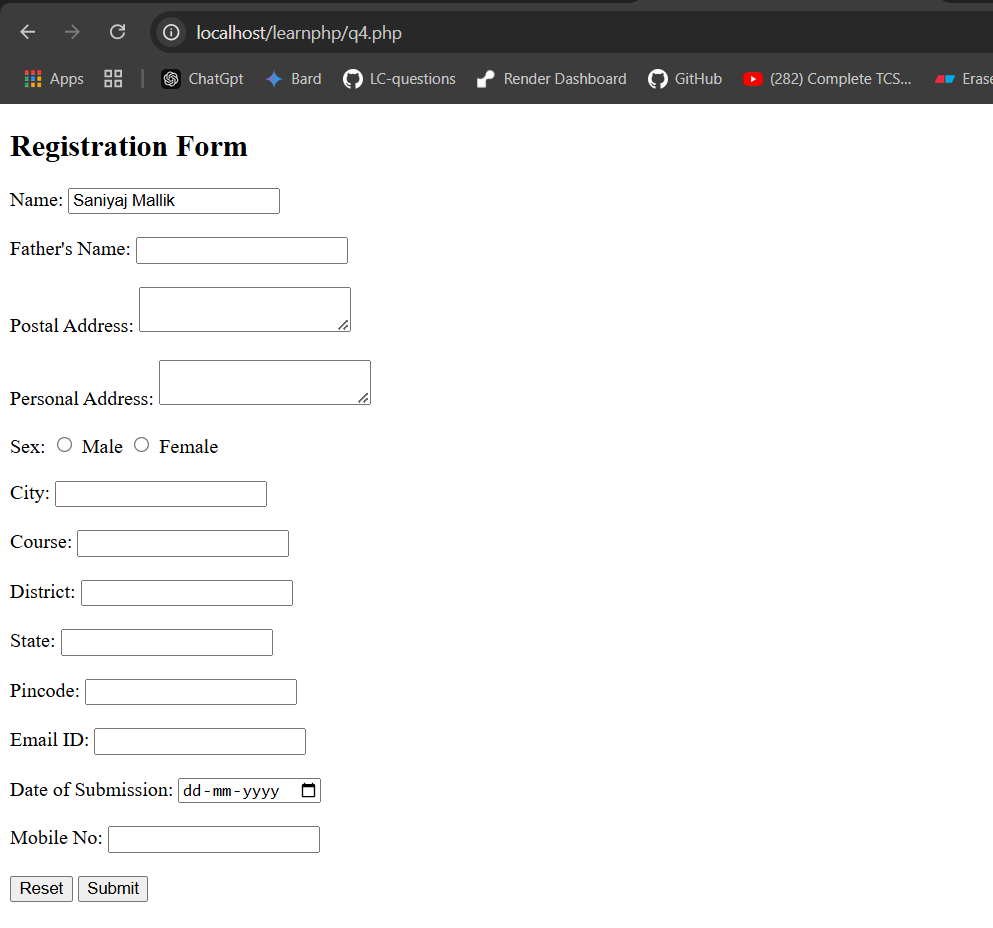 localhost/learnphp/q4.php
Apps ChatGpt Bard LC-questions Render Dashboard GitHub (282) Complete TCS... Erase
Registration Form
Name: Saniyaj Mallik
Father's Name:
Postal Address:
Personal Address:
Sex: Male Female
City:
Course:
District:
State:
Pincode:
Email ID:
Date of Submission: dd-mm-yyyy
Mobile No:
Reset Submit